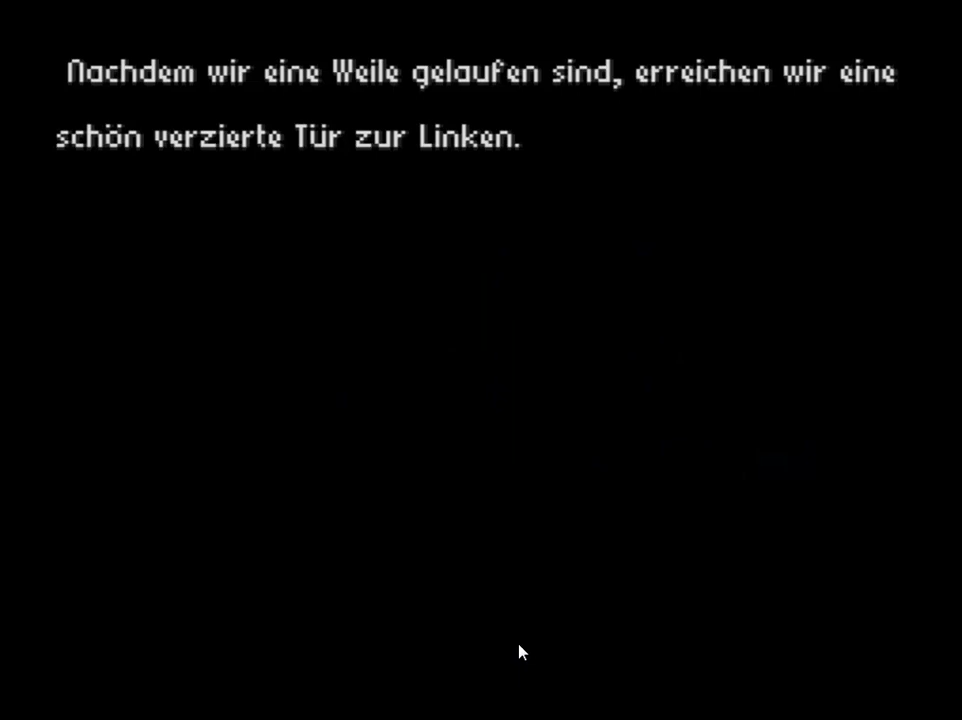 Nachdem wir eine Weile gelaufen sind, erreichen wir eine
schön verzierte Tür zur Linken.